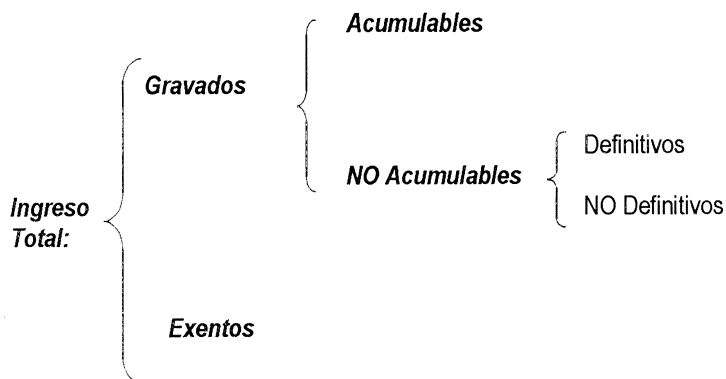 Acumulables
Gravados
Definitivos
NO Acumulables
NO Definitivos
Ingreso
Total:
Exentos